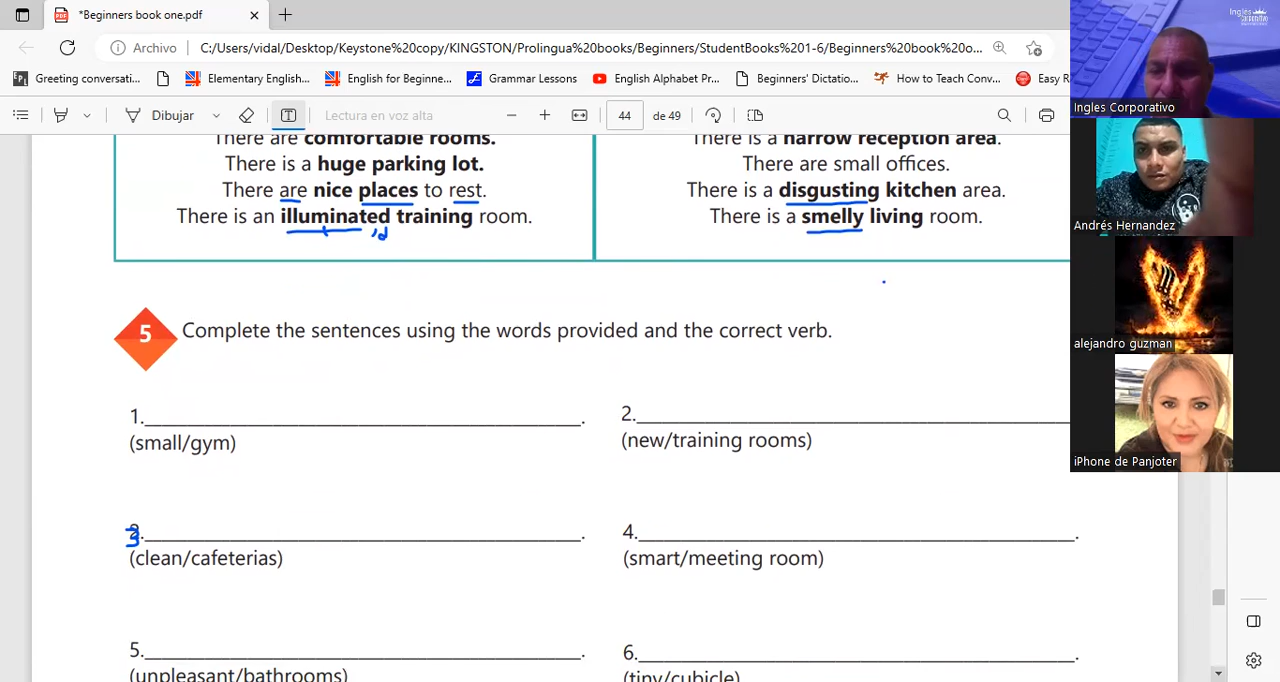 *Beginners book one.pdf
Archivo
C:/Users/vidal/Desktop/Keystone%20copy/KINGSTON/Prolingua%20books/Beginners/StudentBooks%201-6/Beginners%20book%20o...
Greeting conversati...
Elementary English...
English for Beginne...
Grammar Lessons
English Alphabet Pr...
Beginners' Dictatio...
How to Teach Conv...
Easy R
Dibujar
Lectura en voz alta
44
de 49
There are comfortable rooms.
There is a huge parking lot.
There are nice places to rest.
There is an illuminated training room.
'd
There is a narrow reception area.
There are small offices.
There is a disgusting kitchen area.
There is a smelly living room.
5
Complete the sentences using the words provided and the correct verb.
1.________________________________.
(small/gym)
2.________________________________
(new/training rooms)
3.________________________________.
(clean/cafeterias)
4.________________________________.
(smart/meeting room)
5.________________________________.
(unpleasant/bathrooms)
6.________________________________.
(tiny/cubicle)
Ingles Corporativo
Andrés Hernandez
alejandro guzman
iPhone de Panjoter